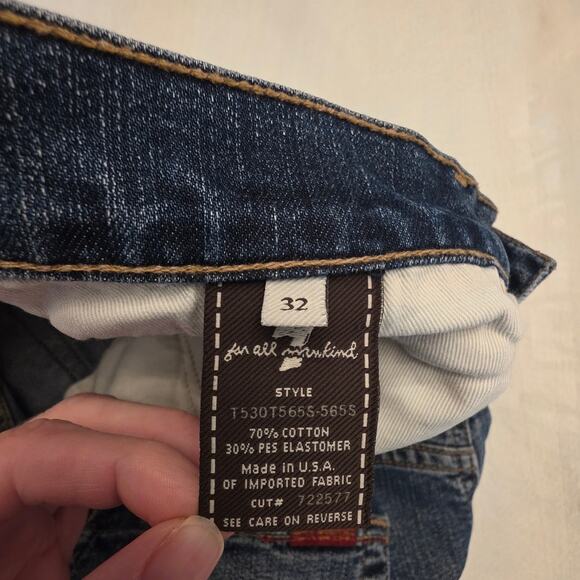 32
7
for all mankind
STYLE
T530T565S-565S
70% COTTON
30% PES ELASTOMER
Made in U.S.A.
OF IMPORTED FABRIC
CUT# 722577
SEE CARE ON REVERSE